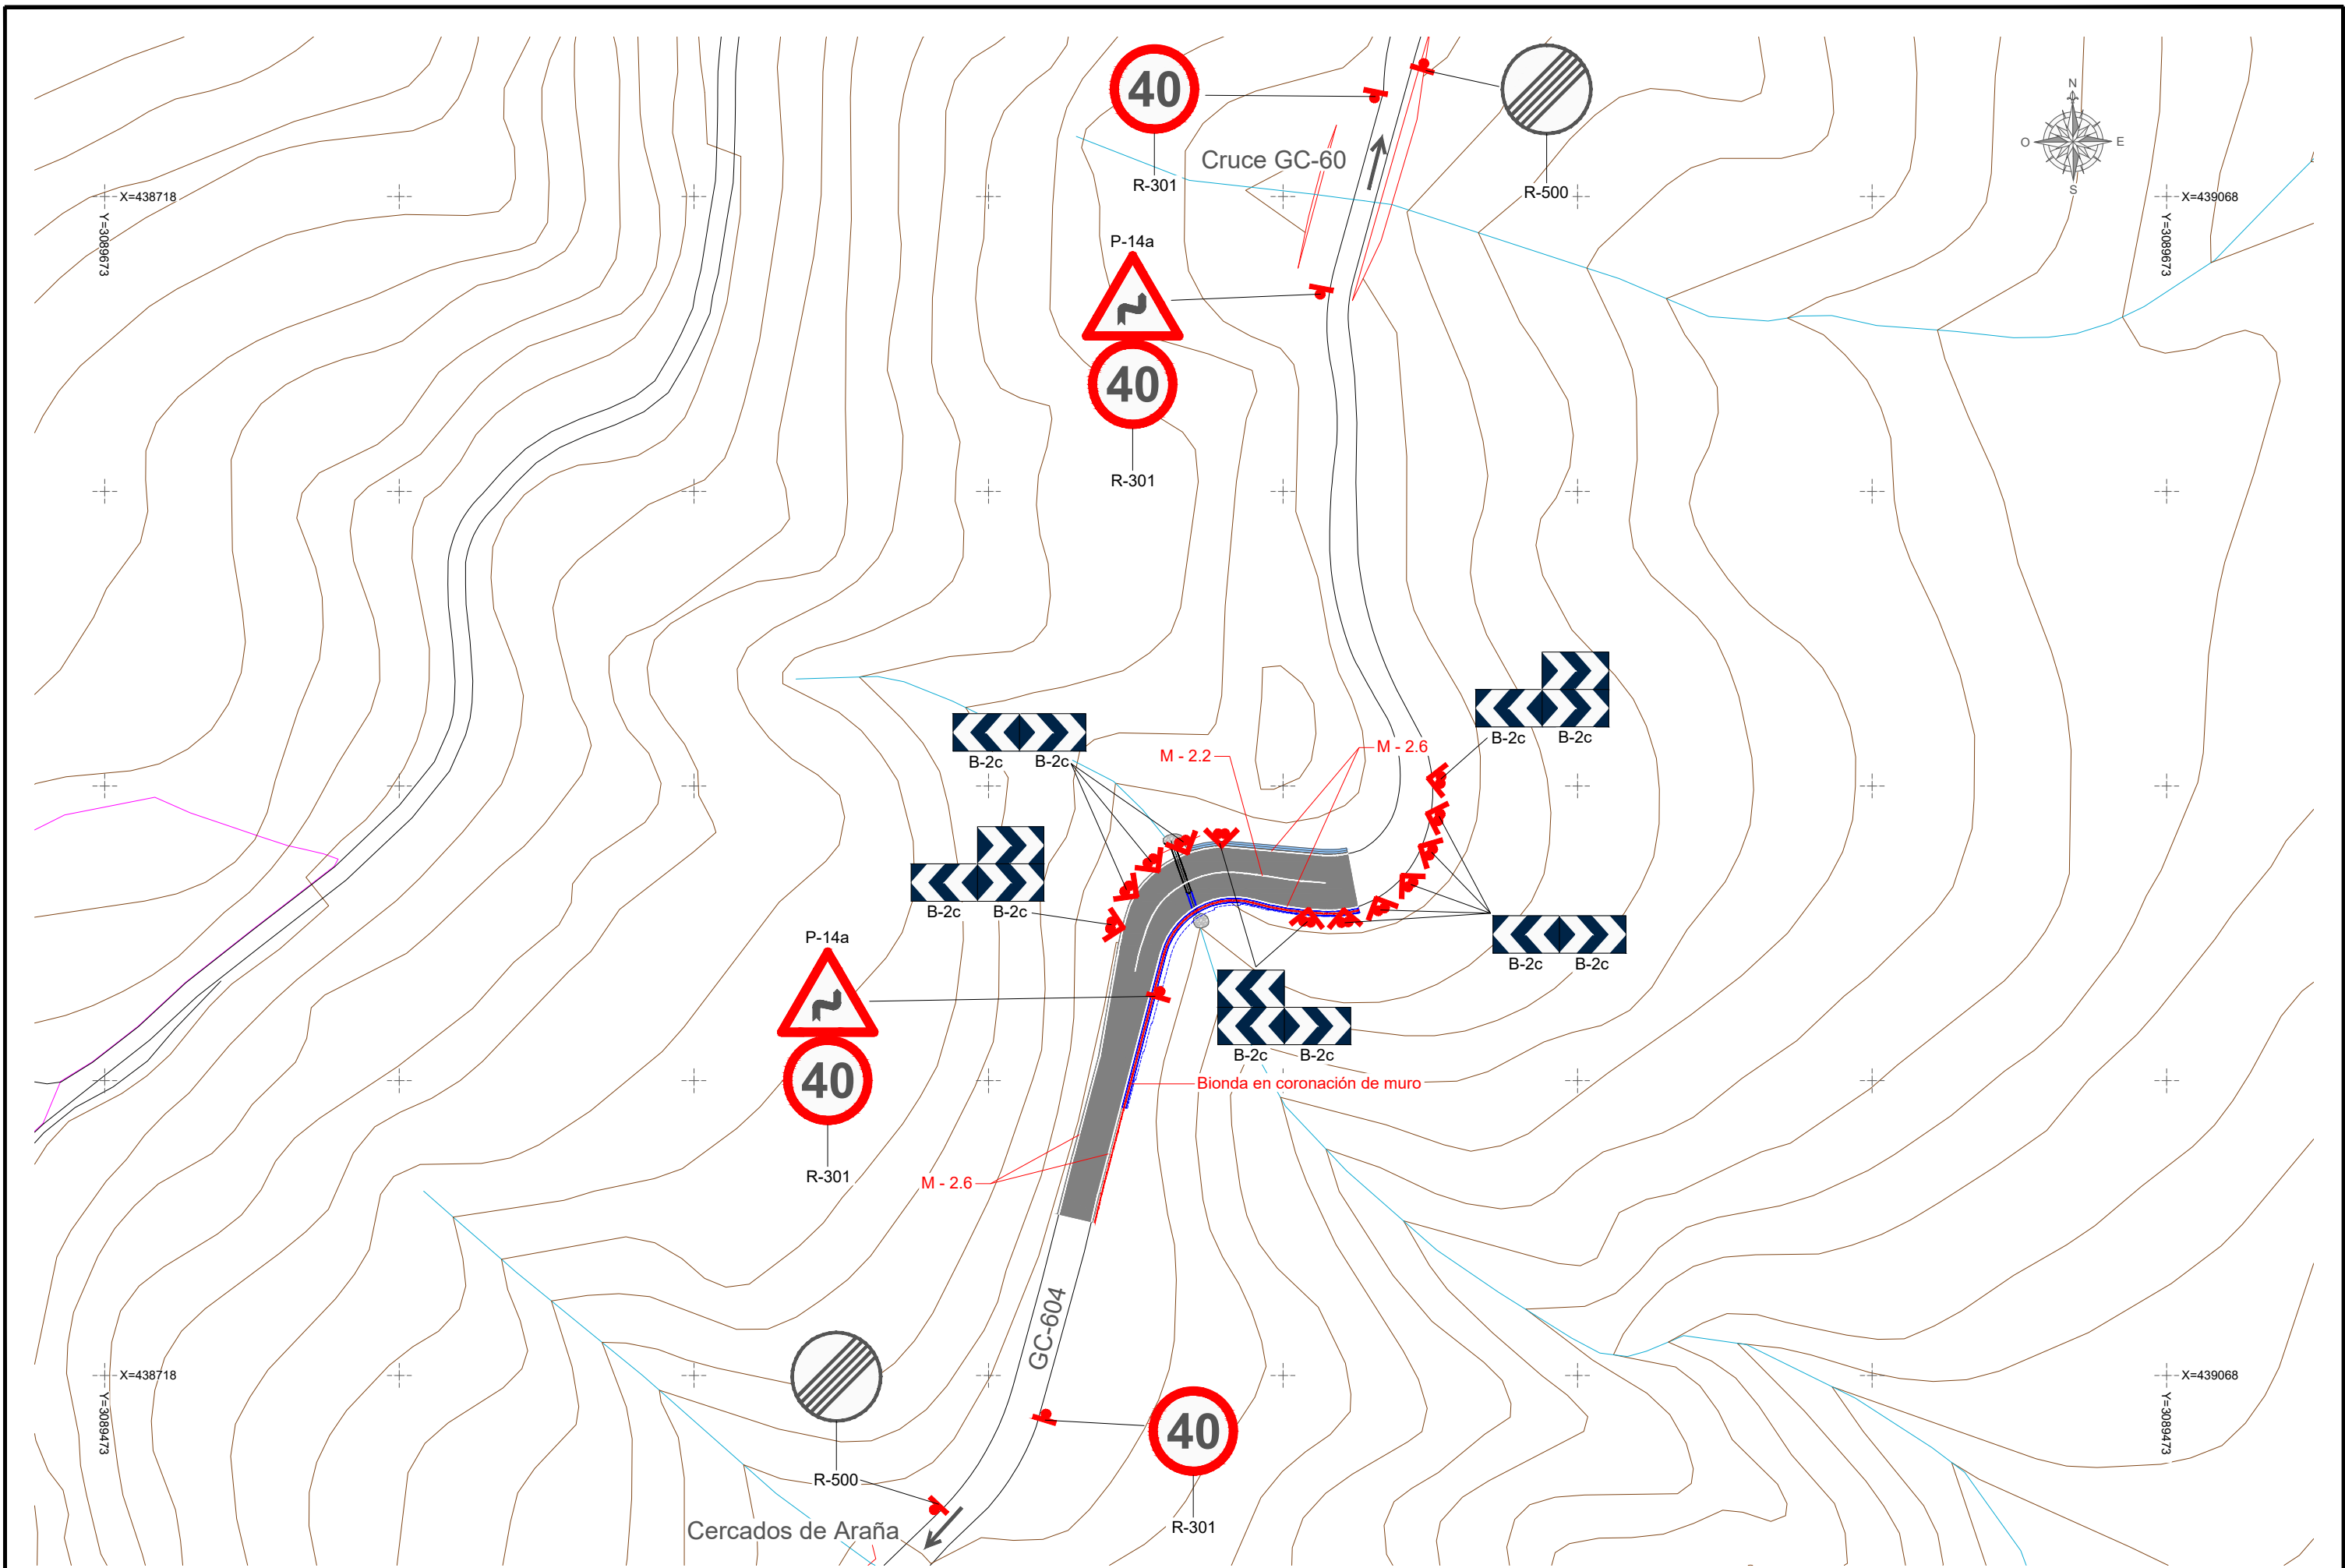 40
R-301
R-500
Cruce GC-60
N
O
E
S
X=438718
Y=3089673
X=439068
Y=3089673
P-14a
40
R-301
B-2c
B-2c
B-2c
B-2c
M - 2.2
M - 2.6
B-2c
B-2c
B-2c
B-2c
P-14a
40
R-301
B-2c
B-2c
Bionda en coronación de muro
M - 2.6
GC-604
X=438718
Y=3089473
X=439068
Y=3089473
40
R-301
R-500
Cercados de Araña